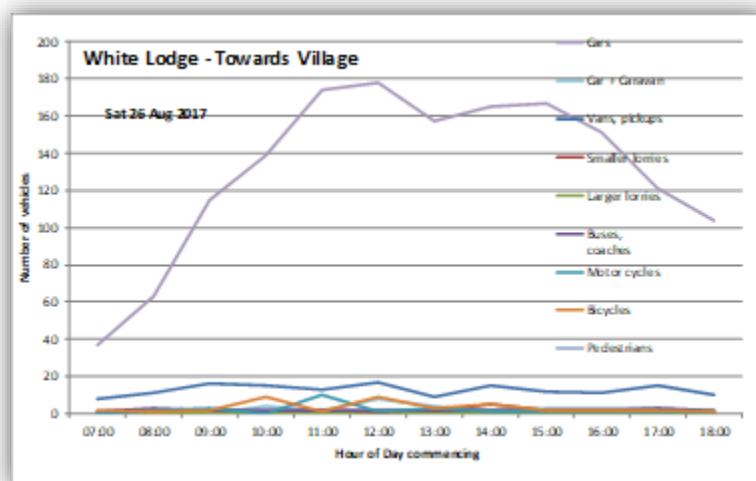 White Lodge - Towards Village
Sat 26 Aug 2017
Number of vehicles
200
180
160
140
120
100
80
60
40
20
0
07:00 08:00 09:00 10:00 11:00 12:00 13:00 14:00 15:00 16:00 17:00 18:00
Hour of Day commencing
Cars
Car + Caravan
Vans, pickups
Smaller lorries
Larger lorries
Buses,
coaches
Motor cycles
Bicycles
Pedestrians